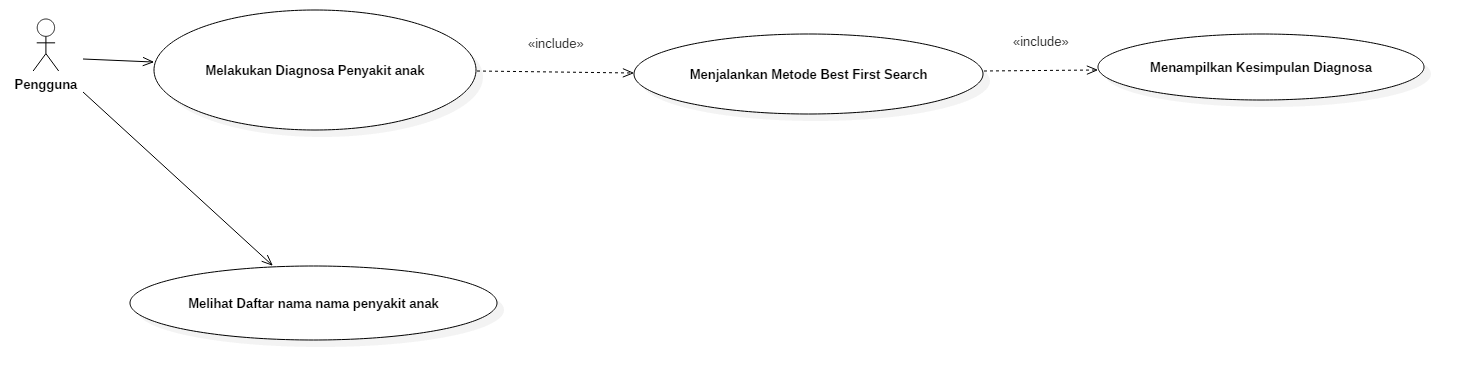 «include»
«include»
Melakukan Diagnosa Penyakit anak
Menjalankan Metode Best First Search
Menampilkan Kesimpulan Diagnosa
Pengguna
Melihat Daftar nama nama penyakit anak